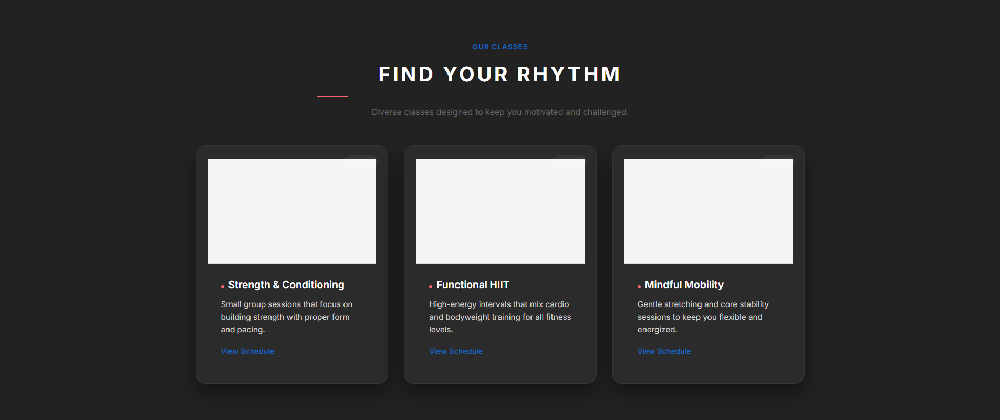 OUR CLASSES
FIND YOUR RHYTHM
Diverse classes designed to keep you motivated and challenged.
Strength & Conditioning
Small group sessions that focus on
building strength with proper form
and pacing.
View Schedule
Functional HIIT
High-energy intervals that mix cardio
and bodyweight training for all fitness
levels.
View Schedule
Mindful Mobility
Gentle stretching and core stability
sessions to keep you flexible and
energized.
View Schedule